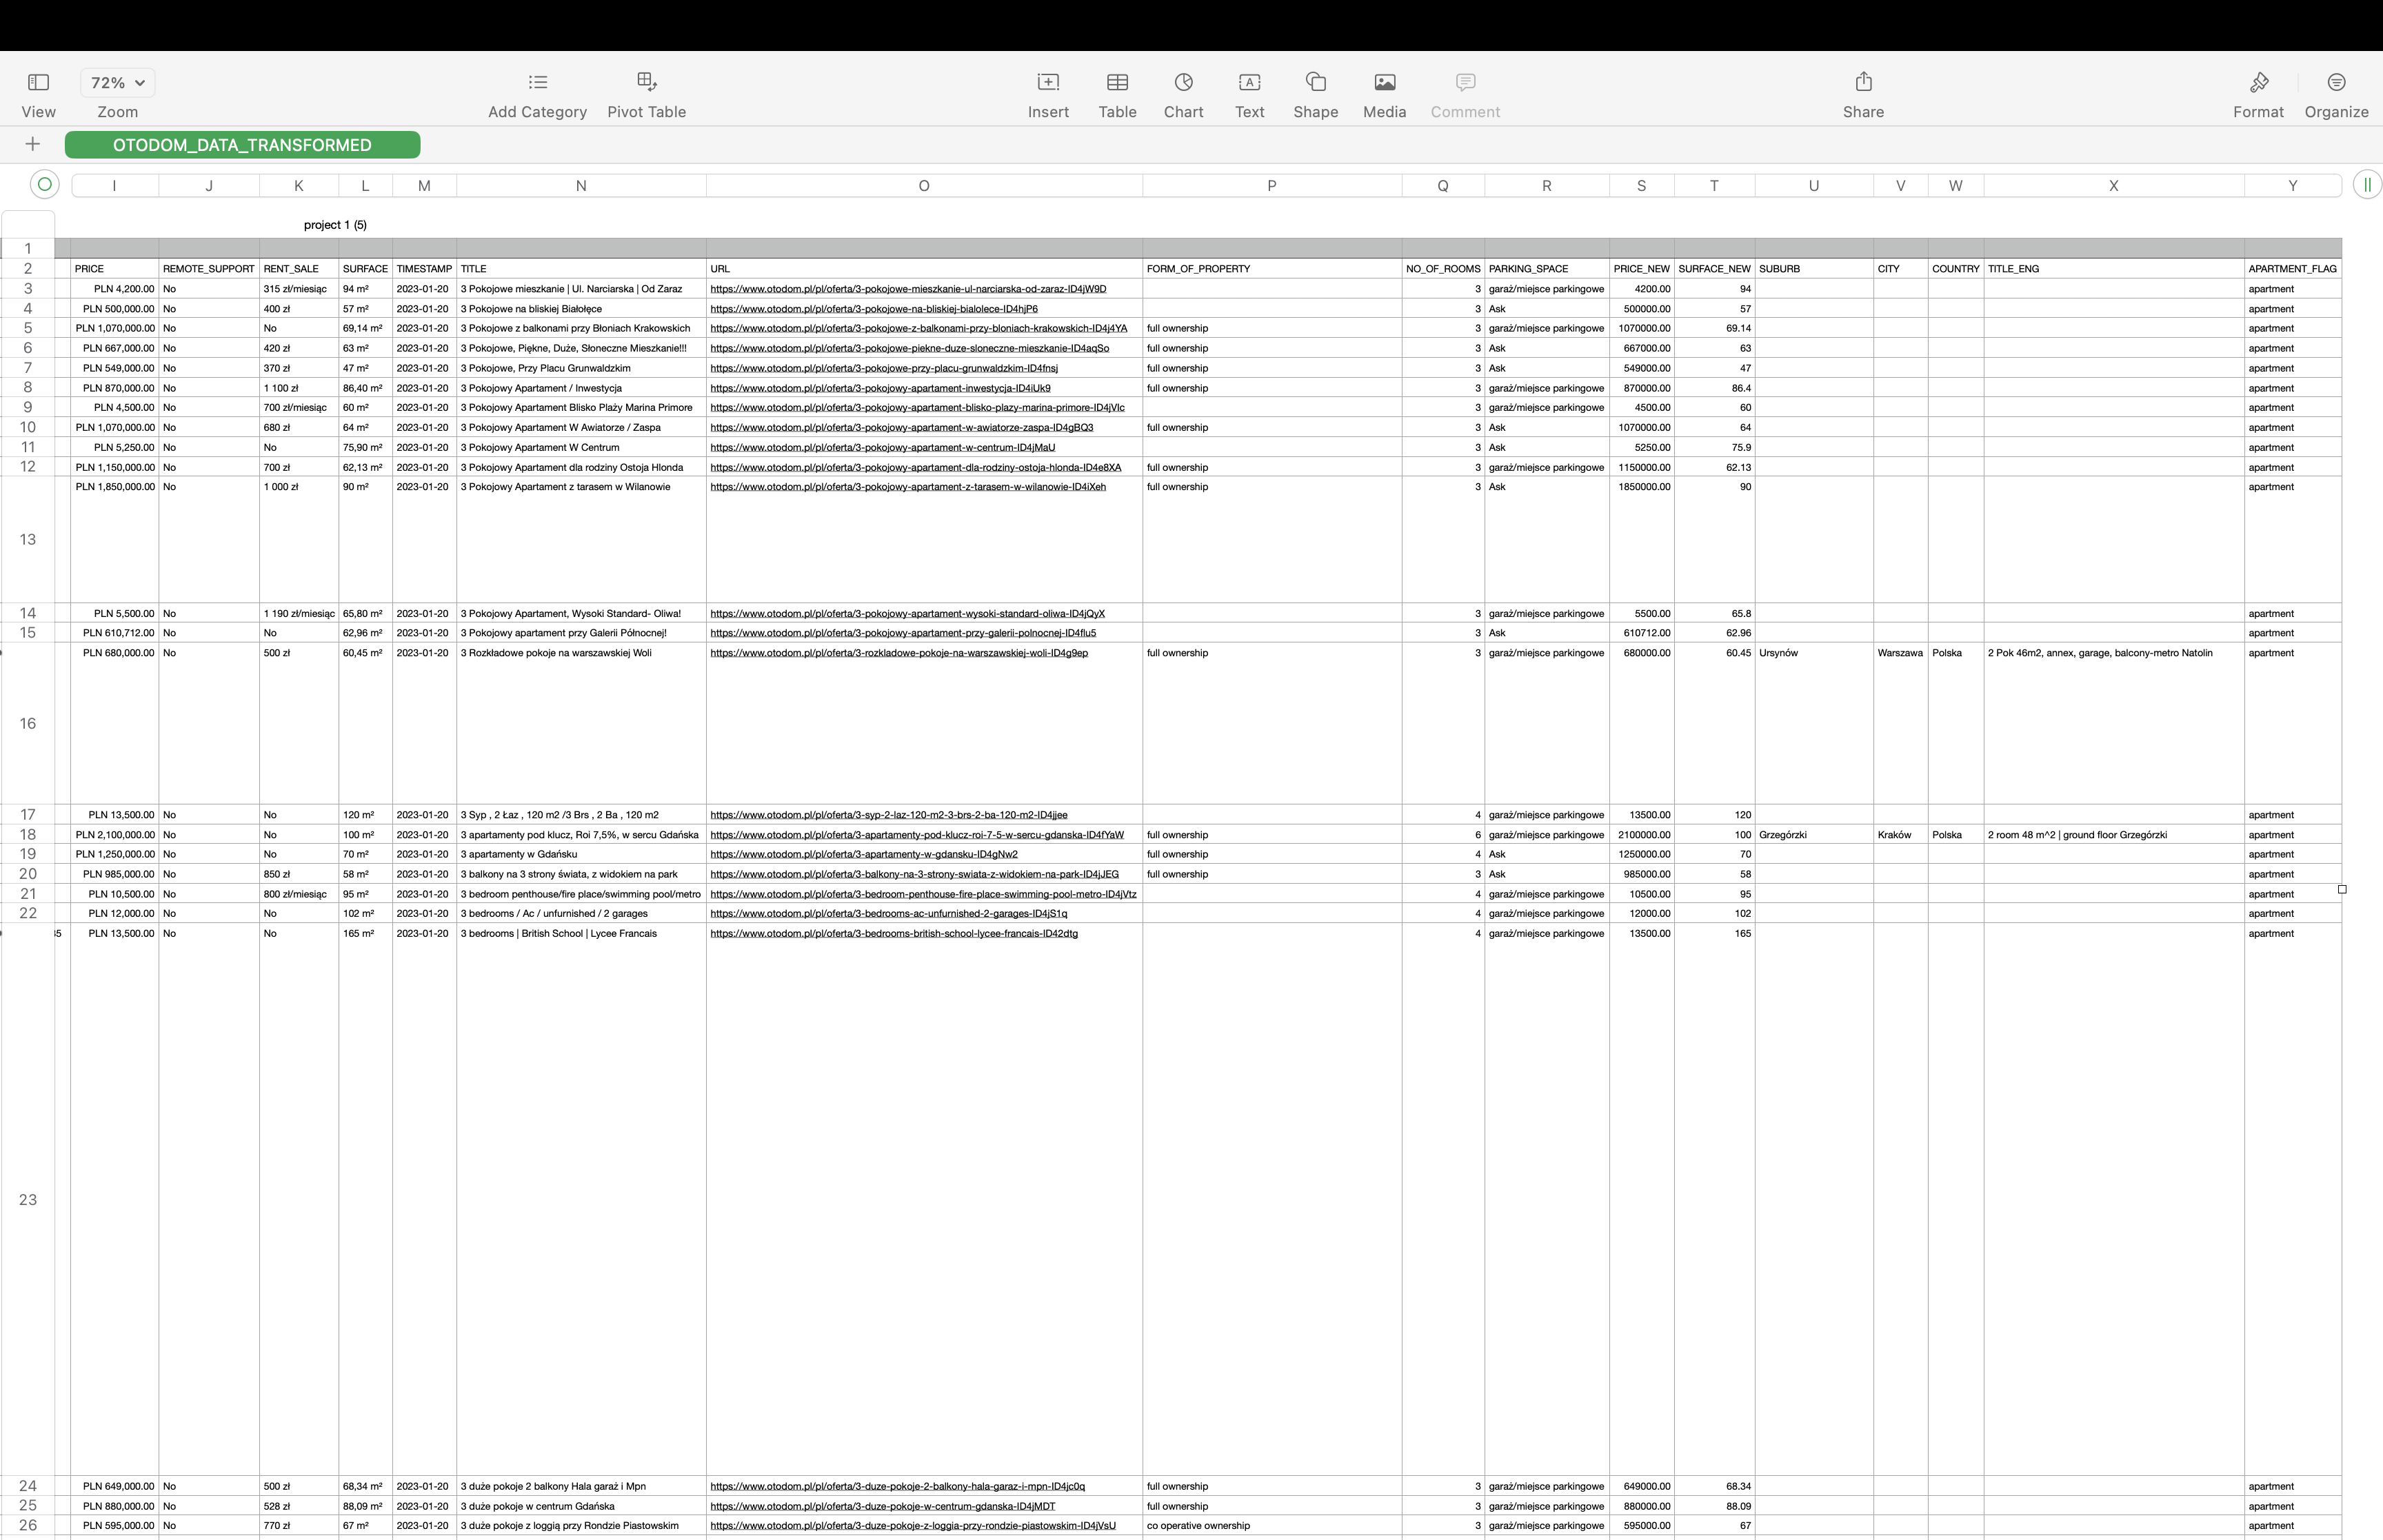 72%
View Zoom Add Category Pivot Table Insert Table Chart Text Shape Media Comment Share Format Organize
OTODOM_DATA_TRANSFORMED
I J K L M N O P Q R S T U V W X Y
project 1 (5)
1
2 PRICE REMOTE_SUPPORT RENT_SALE SURFACE TIMESTAMP TITLE URL FORM_OF_PROPERTY NO_OF_ROOMS PARKING_SPACE PRICE_NEW SURFACE_NEW SUBURB CITY COUNTRY TITLE_ENG APARTMENT_FLAG
3 PLN 4,200.00 No 315 zł/miesiąc 94 m² 2023-01-20 3 Pokojowe mieszkanie | Ul. Narciarska | Od Zaraz https://www.otodom.pl/pl/oferta/3-pokojowe-mieszkanie-ul-narciarska-od-zaraz-ID4jW9D 3 garaż/miejsce parkingowe 4200.00 94 apartment
4 PLN 500,000.00 No 400 zł 57 m² 2023-01-20 3 Pokojowe na bliskiej Białołęce https://www.otodom.pl/pl/oferta/3-pokojowe-na-bliskiej-bialolece-ID4hjP6 3 Ask 500000.00 57 apartment
5 PLN 1,070,000.00 No No 69,14 m² 2023-01-20 3 Pokojowe z balkonami przy Błoniach Krakowskich https://www.otodom.pl/pl/oferta/3-pokojowe-z-balkonami-przy-bloniach-krakowskich-ID4j4YA full ownership 3 garaż/miejsce parkingowe 1070000.00 69.14 apartment
6 PLN 667,000.00 No 420 zł 63 m² 2023-01-20 3 Pokojowe, Piękne, Duże, Słoneczne Mieszkanie!!! https://www.otodom.pl/pl/oferta/3-pokojowe-piekne-duze-sloneczne-mieszkanie-ID4aqSo full ownership 3 Ask 667000.00 63 apartment
7 PLN 549,000.00 No 370 zł 47 m² 2023-01-20 3 Pokojowe, Przy Placu Grunwaldzkim https://www.otodom.pl/pl/oferta/3-pokojowe-przy-placu-grunwaldzkim-ID4fnsj full ownership 3 Ask 549000.00 47 apartment
8 PLN 870,000.00 No 1 100 zł 86,40 m² 2023-01-20 3 Pokojowy Apartament / Inwestycja https://www.otodom.pl/pl/oferta/3-pokojowy-apartament-inwestycja-ID4iUk9 full ownership 3 garaż/miejsce parkingowe 870000.00 86.4 apartment
9 PLN 4,500.00 No 700 zł/miesiąc 60 m² 2023-01-20 3 Pokojowy Apartament Blisko Plaży Marina Primore https://www.otodom.pl/pl/oferta/3-pokojowy-apartament-blisko-plazy-marina-primore-ID4jVlc 3 garaż/miejsce parkingowe 4500.00 60 apartment
10 PLN 1,070,000.00 No 680 zł 64 m² 2023-01-20 3 Pokojowy Apartament W Awiatorze / Zaspa https://www.otodom.pl/pl/oferta/3-pokojowy-apartament-w-awiatorze-zaspa-ID4gBQ3 full ownership 3 Ask 1070000.00 64 apartment
11 PLN 5,250.00 No No 75,90 m² 2023-01-20 3 Pokojowy Apartament W Centrum https://www.otodom.pl/pl/oferta/3-pokojowy-apartament-w-centrum-ID4jMaU 3 Ask 5250.00 75.9 apartment
12 PLN 1,150,000.00 No 700 zł 62,13 m² 2023-01-20 3 Pokojowy Apartament dla rodziny Ostoja Hlonda https://www.otodom.pl/pl/oferta/3-pokojowy-apartament-dla-rodziny-ostoja-hlonda-ID4e8XA full ownership 3 garaż/miejsce parkingowe 1150000.00 62.13 apartment
13 PLN 1,850,000.00 No 1 000 zł 90 m² 2023-01-20 3 Pokojowy Apartament z tarasem w Wilanowie https://www.otodom.pl/pl/oferta/3-pokojowy-apartament-z-tarasem-w-wilanowie-ID4iXeh full ownership 3 Ask 1850000.00 90 apartment
14 PLN 5,500.00 No 1 190 zł/miesiąc 65,80 m² 2023-01-20 3 Pokojowy Apartament, Wysoki Standard- Oliwa! https://www.otodom.pl/pl/oferta/3-pokojowy-apartament-wysoki-standard-oliwa-ID4jQyX 3 garaż/miejsce parkingowe 5500.00 65.8 apartment
15 PLN 610,712.00 No No 62,96 m² 2023-01-20 3 Pokojowy apartament przy Galerii Północnej! https://www.otodom.pl/pl/oferta/3-pokojowy-apartament-przy-galerii-polnocnej-ID4flu5 3 Ask 610712.00 62.96 apartment
16 PLN 680,000.00 No 500 zł 60,45 m² 2023-01-20 3 Rozkładowe pokoje na warszawskiej Woli https://www.otodom.pl/pl/oferta/3-rozkladowe-pokoje-na-warszawskiej-woli-ID4g9ep full ownership 3 garaż/miejsce parkingowe 680000.00 60.45 Ursynów Warszawa Polska 2 Pok 46m2, annex, garage, balcony-metro Natolin apartment
17 PLN 13,500.00 No No 120 m² 2023-01-20 3 Syp , 2 Łaz , 120 m2 /3 Brs , 2 Ba , 120 m2 https://www.otodom.pl/pl/oferta/3-syp-2-laz-120-m2-3-brs-2-ba-120-m2-ID4jjee 4 garaż/miejsce parkingowe 13500.00 120 apartment
18 PLN 2,100,000.00 No No 100 m² 2023-01-20 3 apartamenty pod klucz, Roi 7,5%, w sercu Gdańska https://www.otodom.pl/pl/oferta/3-apartamenty-pod-klucz-roi-7-5-w-sercu-gdanska-ID4fYaW full ownership 6 garaż/miejsce parkingowe 2100000.00 100 Grzegórzki Kraków Polska 2 room 48 m^2 | ground floor Grzegórzki apartment
19 PLN 1,250,000.00 No No 70 m² 2023-01-20 3 apartamenty w Gdańsku https://www.otodom.pl/pl/oferta/3-apartamenty-w-gdansku-ID4gNw2 full ownership 4 Ask 1250000.00 70 apartment
20 PLN 985,000.00 No 850 zł 58 m² 2023-01-20 3 balkony na 3 strony świata, z widokiem na park https://www.otodom.pl/pl/oferta/3-balkony-na-3-strony-swiata-z-widokiem-na-park-ID4jJEG full ownership 3 Ask 985000.00 58 apartment
21 PLN 10,500.00 No 800 zł/miesiąc 95 m² 2023-01-20 3 bedroom penthouse/fire place/swimming pool/metro https://www.otodom.pl/pl/oferta/3-bedroom-penthouse-fire-place-swimming-pool-metro-ID4jVtz 4 garaż/miejsce parkingowe 10500.00 95 apartment
22 PLN 12,000.00 No No 102 m² 2023-01-20 3 bedrooms / Ac / unfurnished / 2 garages https://www.otodom.pl/pl/oferta/3-bedrooms-ac-unfurnished-2-garages-ID4jS1q 4 garaż/miejsce parkingowe 12000.00 102 apartment
23 PLN 13,500.00 No No 165 m² 2023-01-20 3 bedrooms | British School | Lycee Francais https://www.otodom.pl/pl/oferta/3-bedrooms-british-school-lycee-francais-ID42dtg 4 garaż/miejsce parkingowe 13500.00 165 apartment
24 PLN 649,000.00 No 500 zł 68,34 m² 2023-01-20 3 duże pokoje 2 balkony Hala garaż i Mpn https://www.otodom.pl/pl/oferta/3-duze-pokoje-2-balkony-hala-garaz-i-mpn-ID4jc0q full ownership 3 garaż/miejsce parkingowe 649000.00 68.34 apartment
25 PLN 880,000.00 No 528 zł 88,09 m² 2023-01-20 3 duże pokoje w centrum Gdańska https://www.otodom.pl/pl/oferta/3-duze-pokoje-w-centrum-gdanska-ID4jMDT full ownership 3 garaż/miejsce parkingowe 880000.00 88.09 apartment
26 PLN 595,000.00 No 770 zł 67 m² 2023-01-20 3 duże pokoje z loggią przy Rondzie Piastowskim https://www.otodom.pl/pl/oferta/3-duze-pokoje-z-loggia-przy-rondzie-piastowskim-ID4jVsU co operative ownership 3 garaż/miejsce parkingowe 595000.00 67 apartment